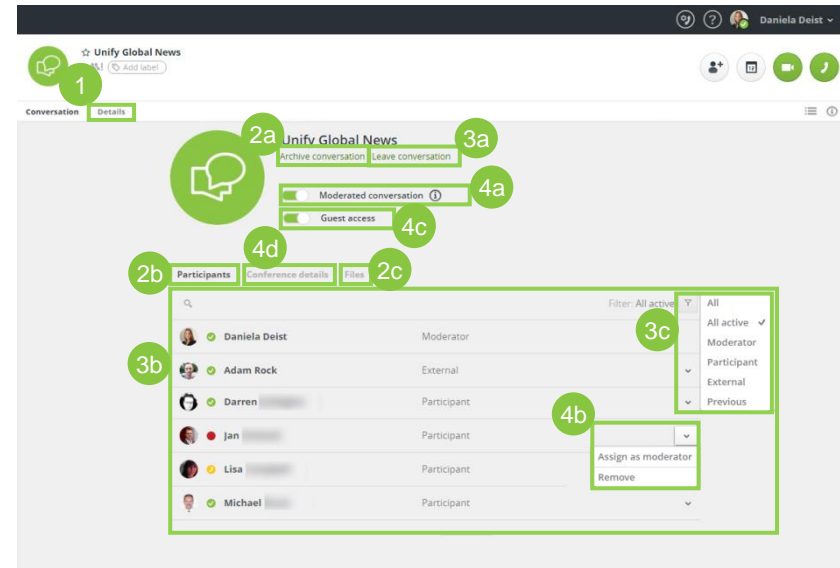 Daniela Deist
Unify Global News
Add label
1
Conversation Details
2a Unify Global News 3a
Archive conversation Leave conversation
Moderated conversation 4a
Guest access 4c
4d
2b Participants Conference details Files 2c
Filter: All active All
All active
3c
Moderator
Participant
External
Previous
Daniela Deist Moderator
3b Adam Rock External
Darren Participant
4b
Jan Participant
Assign as moderator
Lisa Participant
Remove
Michael Participant